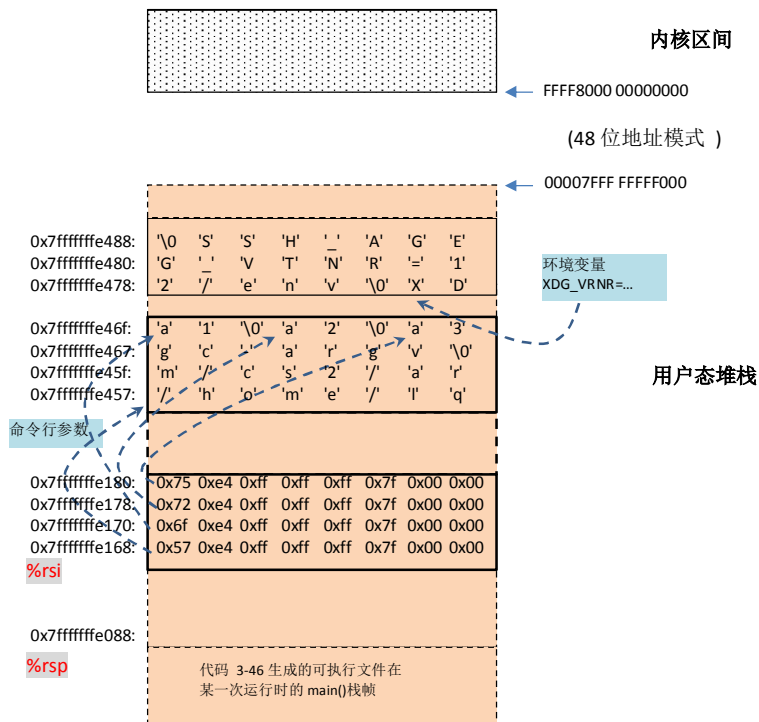 内核区间
FFFF8000 00000000
(48 位地址模式 )
00007FFF FFFFF000
0x7fffffffe488: '\0 'S' 'S' 'H' '_' 'A' 'G' 'E'
0x7fffffffe480: 'G' '_' 'V' 'T' 'N' 'R' '=' '1'
0x7fffffffe478: '2' '/' 'e' 'n' 'v' '\0' 'X' 'D'
环境变量
XDG_VRNR=...
0x7fffffffe46f: 'a' '1' '\0' 'a' '2' '\0' 'a' '3'
0x7fffffffe467: 'g' 'c' '-' 'a' 'r' 'g' 'v' '\0'
0x7fffffffe45f: 'm' '/' 'c' 's' '2' '/' 'a' 'r'
0x7fffffffe457: '/' 'h' 'o' 'm' 'e' '/' 'l' 'q'
用户态堆栈
命令行参数
0x7fffffffe180: 0x75 0xe4 0xff 0xff 0xff 0x7f 0x00 0x00
0x7fffffffe178: 0x72 0xe4 0xff 0xff 0xff 0x7f 0x00 0x00
0x7fffffffe170: 0x6f 0xe4 0xff 0xff 0xff 0x7f 0x00 0x00
0x7fffffffe168: 0x57 0xe4 0xff 0xff 0xff 0x7f 0x00 0x00
%rsi
0x7fffffffe088:
%rsp
代码 3-46 生成的可执行文件在
某一次运行时的 main()栈帧